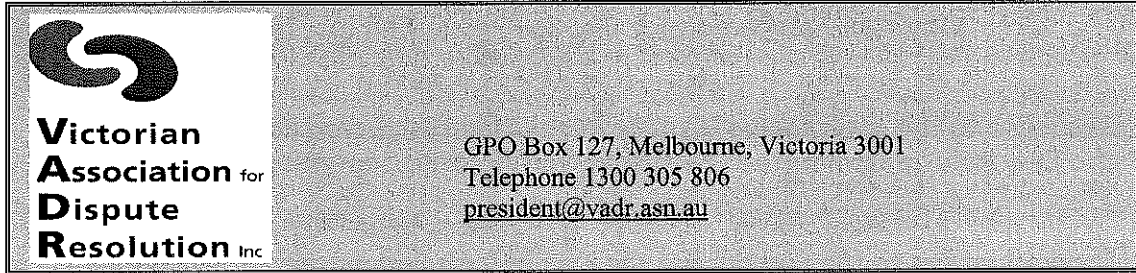 Victorian
Association for
Dispute
Resolution Inc
GPO Box 127, Melbourne, Victoria 3001
Telephone 1300 305 806
president@vadr.asn.au